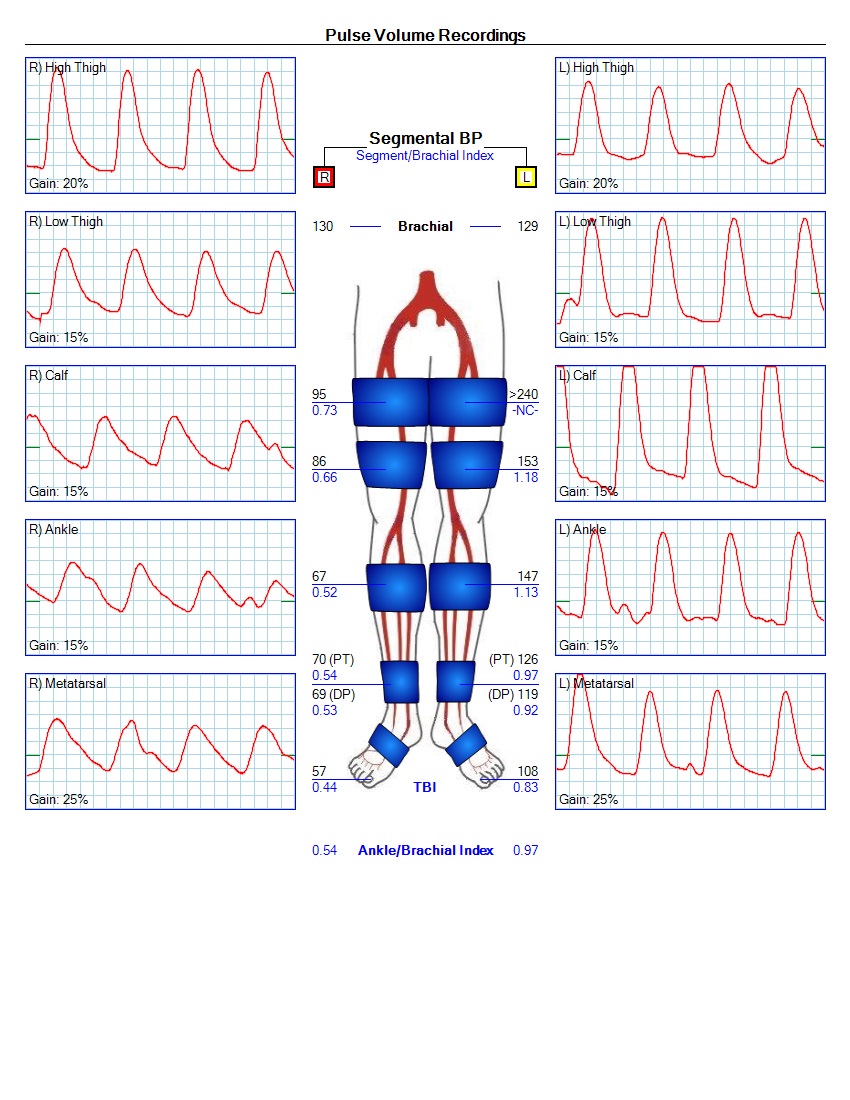 Pulse Volume Recordings
R) High Thigh
Gain: 20%
R) Low Thigh
Gain: 15%
R) Calf
Gain: 15%
R) Ankle
Gain: 15%
R) Metatarsal
Gain: 25%
Segmental BP
Segment/Brachial Index
R L
130 Brachial 129
95 >240
0.73 -NC-
86 153
0.66 1.18
67 147
0.52 1.13
70 (PT) (PT) 126
0.54 0.97
69 (DP) (DP) 119
0.53 0.92
57 108
0.44 TBI 0.83
0.54 Ankle/Brachial Index 0.97
L) High Thigh
Gain: 20%
L) Low Thigh
Gain: 15%
L) Calf
Gain: 15%
L) Ankle
Gain: 15%
L) Metatarsal
Gain: 25%